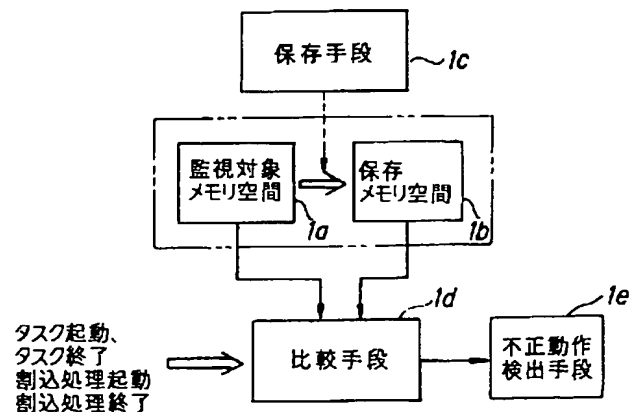 保存手段
1c
監視対象
メモリ空間
1a
保存
メモリ空間
1b
1d
1e
タスク起動、
タスク終了
割込処理起動
割込処理終了
比較手段
不正動作
検出手段